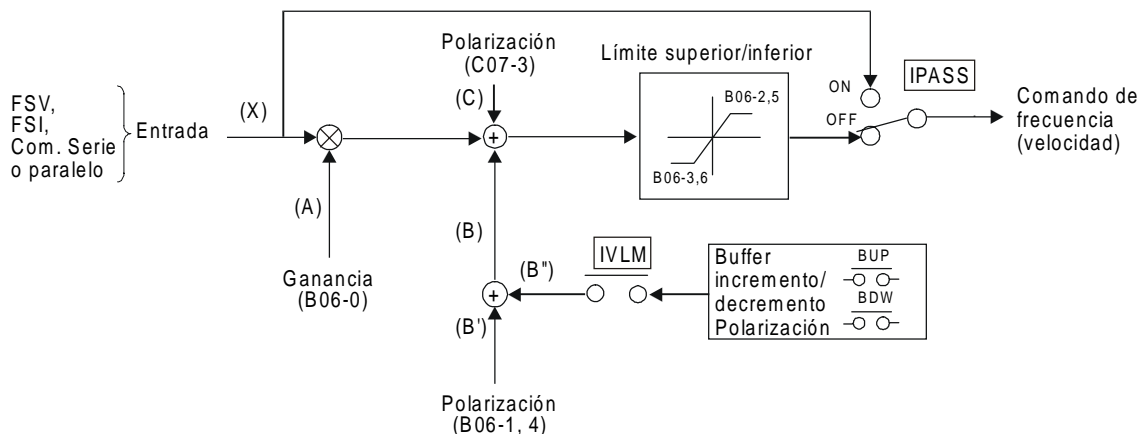 Polarización
(C07-3)
(C)
Límite superior/inferior
B06-2,5
B06-3,6
ON
OFF
IPASS
Comando de
frecuencia
(velocidad)
FSV,
FSI,
Com. Serie
o paralelo
Entrada
(X)
(A)
Ganancia
(B06-0)
(B)
(B")
(B')
IVLM
Buffer
incremento/
decremento
Polarización
BUP
BDW
Polarización
(B06-1, 4)